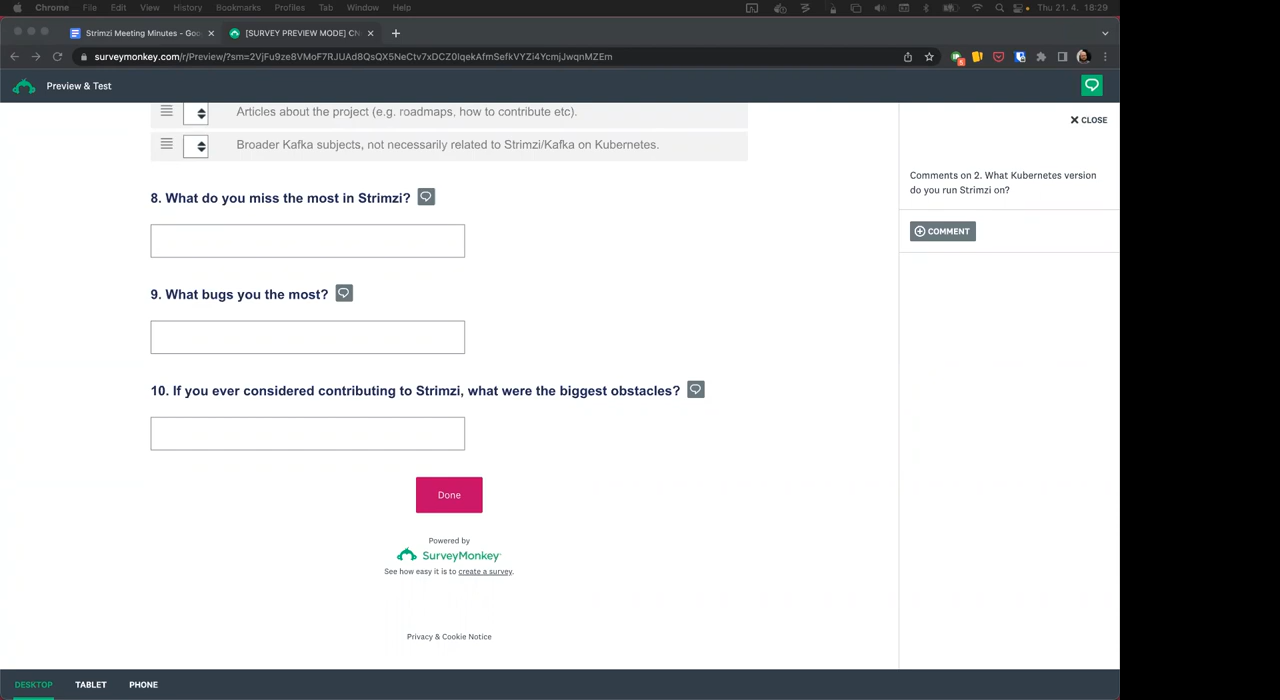 Chrome File Edit View History Bookmarks Profiles Tab Window Help Thu 21. 4. 18:29
Strimzi Meeting Minutes - Goo [SURVEY PREVIEW MODE] CN
surveymonkey.com/r/Preview/?sm=2VjFu9ze8VMoF7RJUAd8QsQX5NeCtv7xDCZ0IqekAfmSefkVYZi4YcmjJwqnMZEm
Preview & Test
CLOSE
Articles about the project (e.g. roadmaps, how to contribute etc).
Broader Kafka subjects, not necessarily related to Strimzi/Kafka on Kubernetes.
Comments on 2. What Kubernetes version
do you run Strimzi on?
COMMENT
8. What do you miss the most in Strimzi?
9. What bugs you the most?
10. If you ever considered contributing to Strimzi, what were the biggest obstacles?
Done
Powered by
SurveyMonkey
See how easy it is to create a survey.
Privacy & Cookie Notice
DESKTOP TABLET PHONE